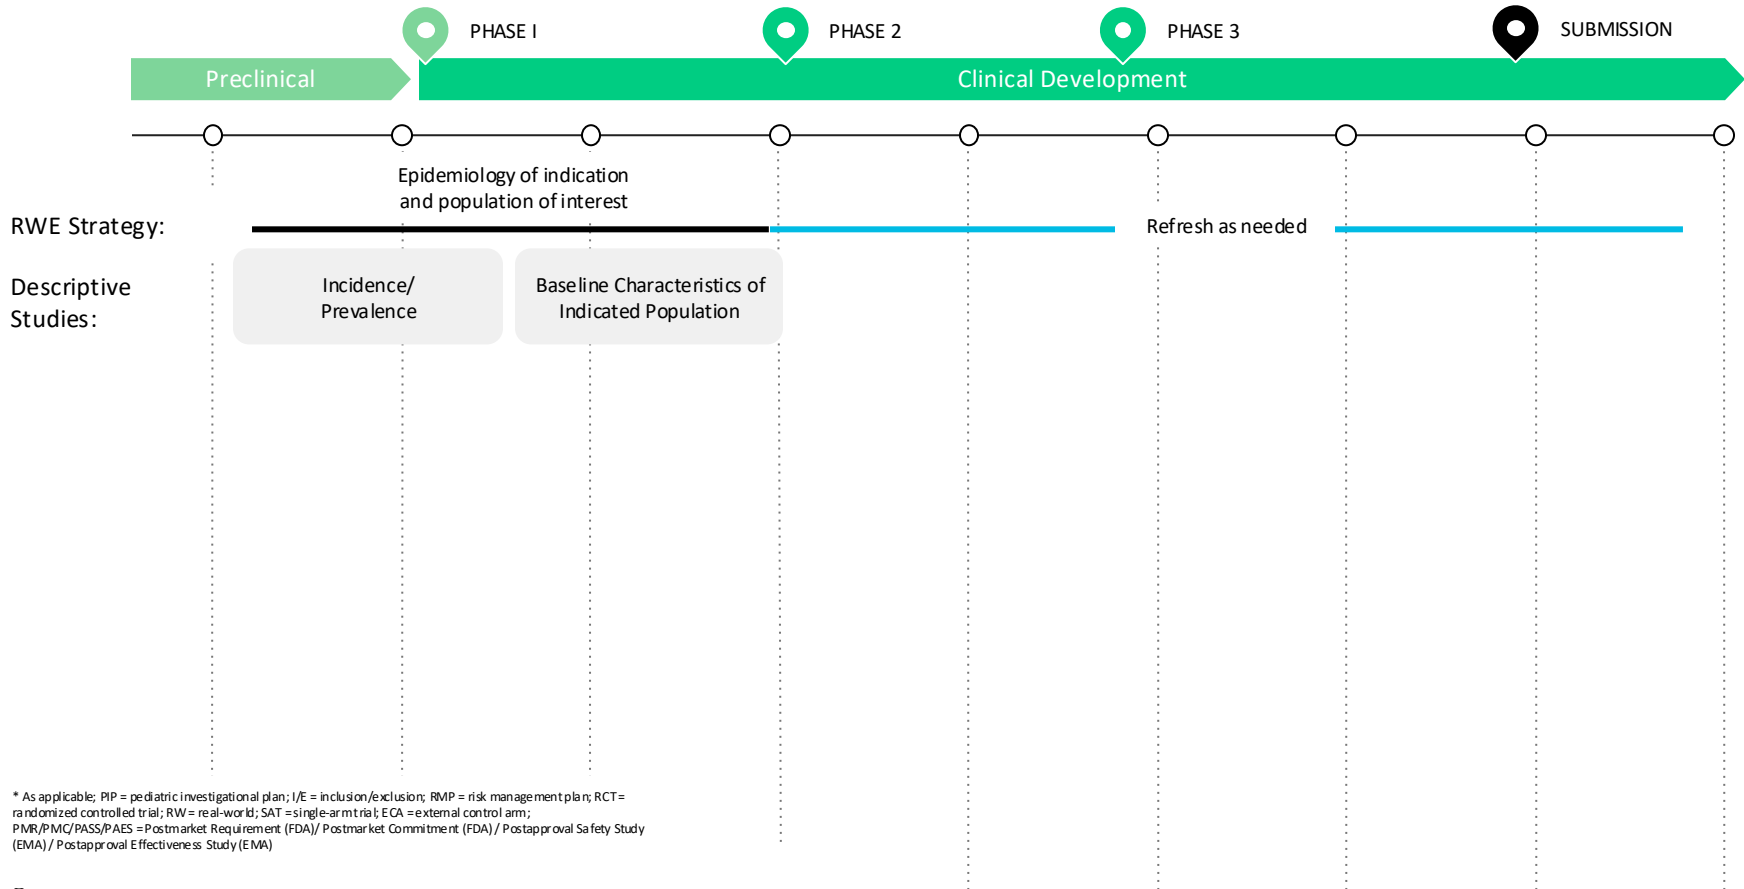 PHASE I
PHASE 2
PHASE 3
SUBMISSION
Preclinical
Clinical Development
Epidemiology of indication
and population of interest
RWE Strategy:
Refresh as needed
Descriptive
Studies:
Incidence/
Prevalence
Baseline Characteristics of
Indicated Population
* As applicable; PIP = pediatric investigational plan; I/E = inclusion/exclusion; RMP = risk management plan; RCT =
randomized controlled trial; RW = real-world; SAT = single-arm trial; ECA = external control arm;
PMR/PMC/PASS/PAES = Postmarket Requirement (FDA)/ Postmarket Commitment (FDA) / Postapproval Safety Study
(EMA) / Postapproval Effectiveness Study (EMA)